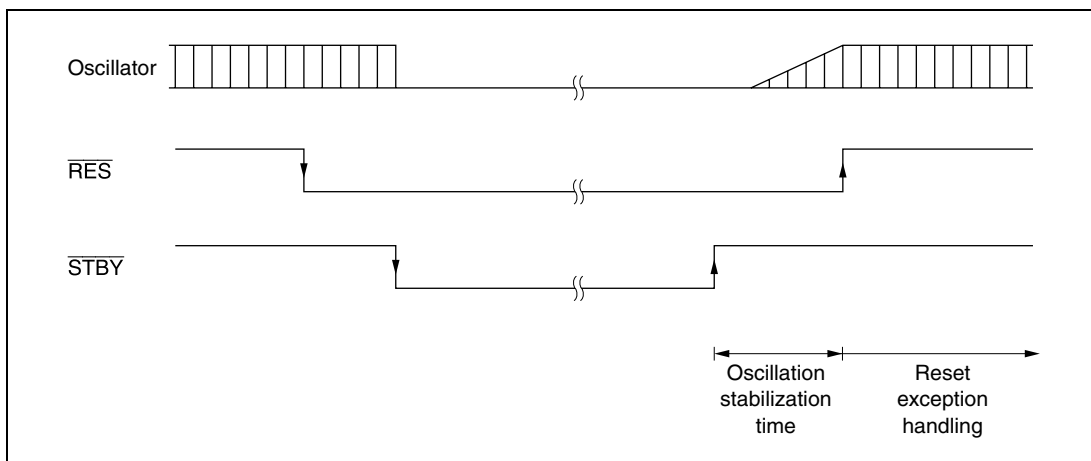 Oscillator
RES
STBY
Oscillation
stabilization
time
Reset
exception
handling